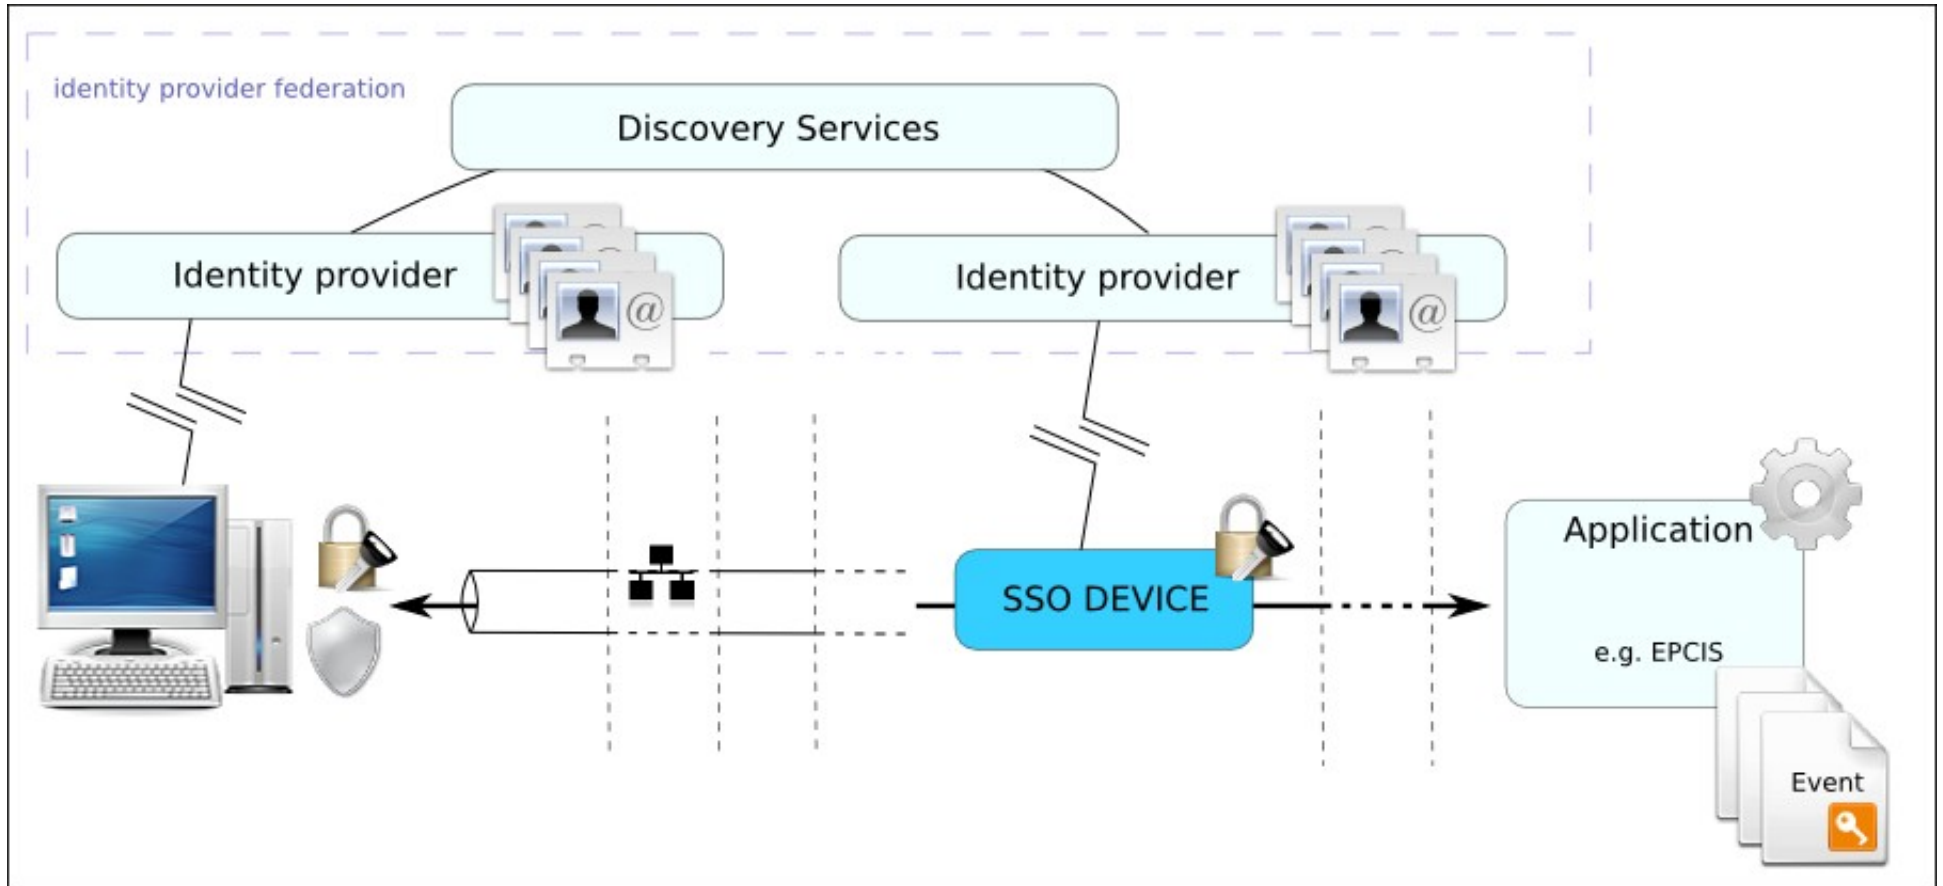 identity provider federation
Discovery Services
Identity provider
@
Identity provider
@
SSO DEVICE
Application
e.g. EPCIS
Event